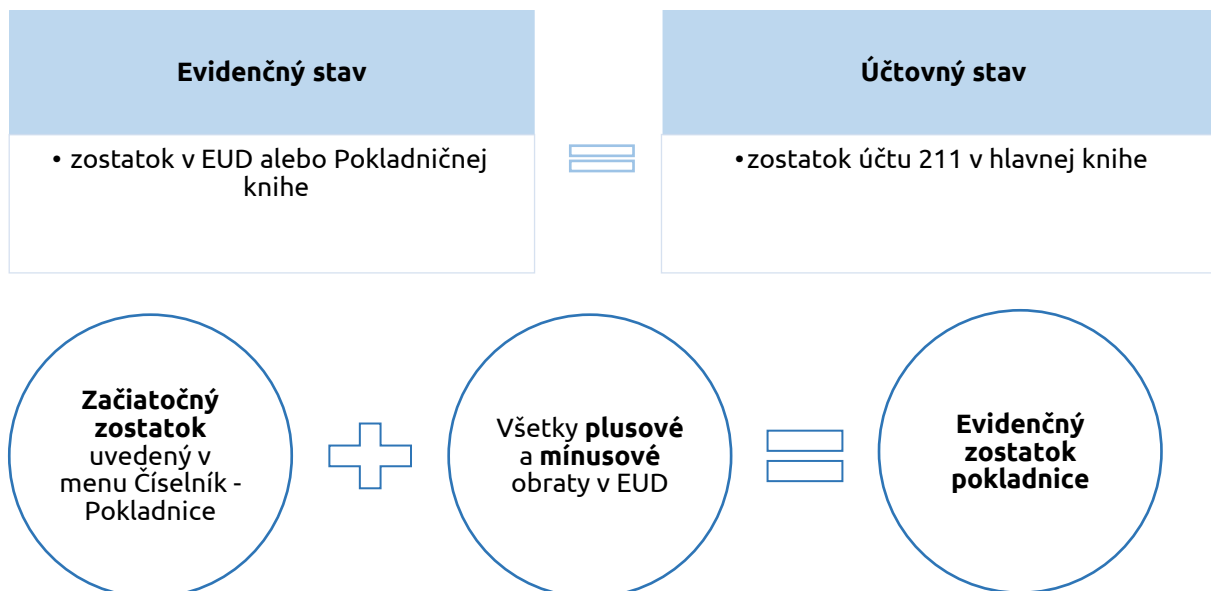 Evidenčný stav
• zostatok v EUD alebo Pokladničnej
knihe
Účtovný stav
•zostatok účtu 211 v hlavnej knihe
Začiatočný
zostatok
uvedený v
menu Číselník -
Pokladnice
Všetky plusové
a mínusové
obraty v EUD
Evidenčný
zostatok
pokladnice